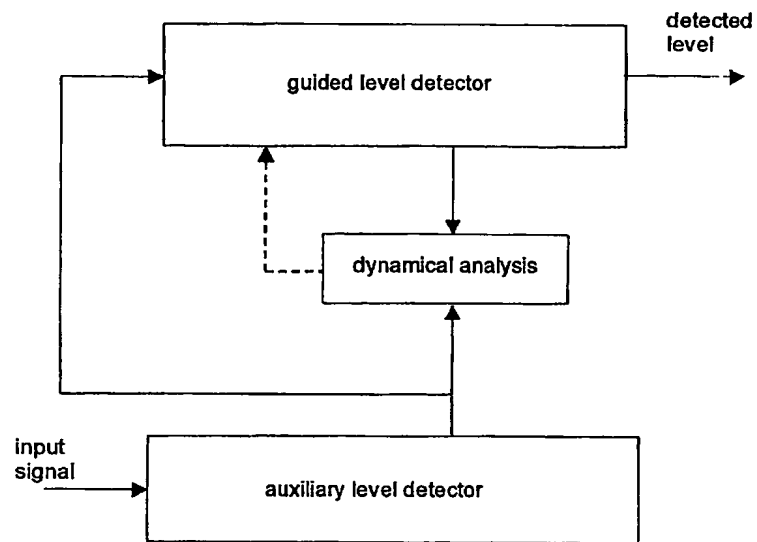 detected
level
guided level detector
dynamical analysis
input
signal
auxiliary level detector